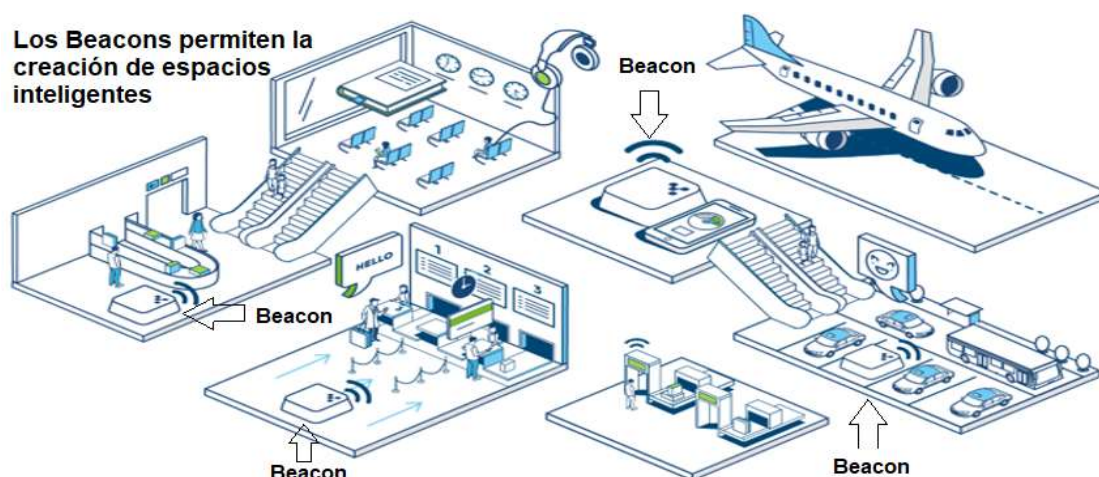 Los Beacons permiten la
creación de espacios
inteligentes
Beacon
Beacon
HELLO
1
2
3
Beacon
Beacon